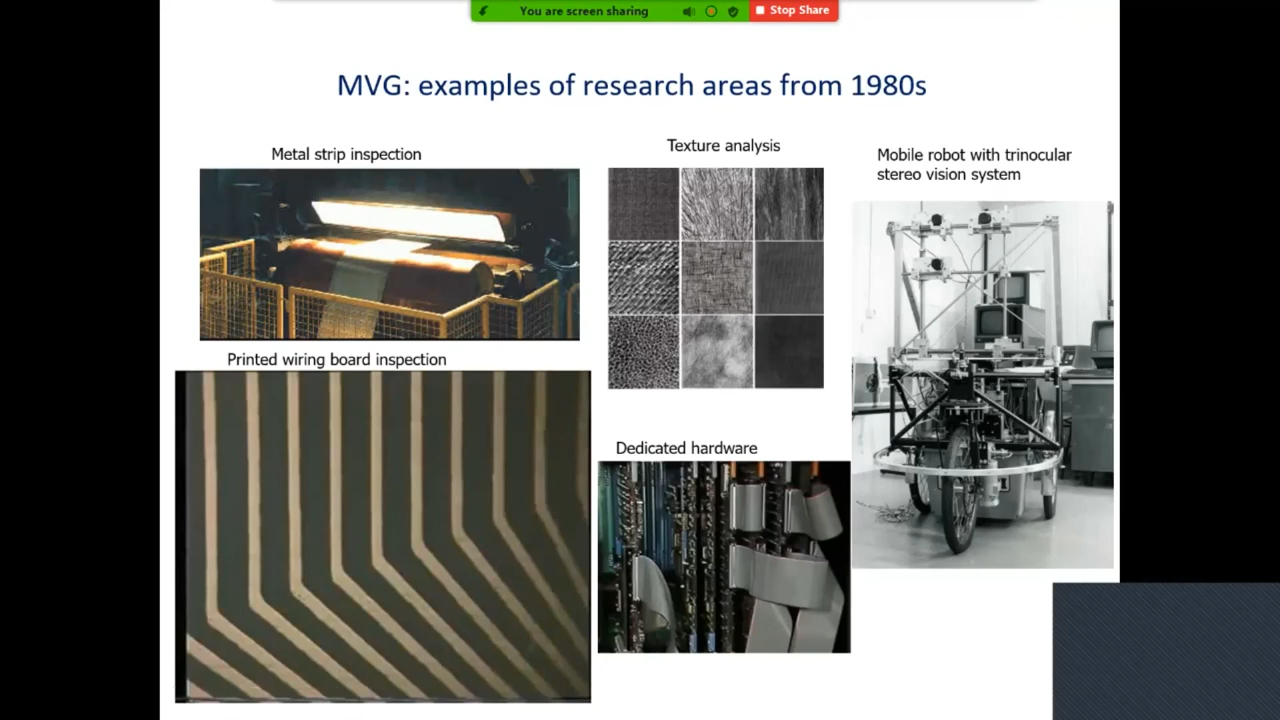 You are screen sharing
Stop Share
MVG: examples of research areas from 1980s
Metal strip inspection
Texture analysis
Mobile robot with trinocular
stereo vision system
Printed wiring board inspection
Dedicated hardware